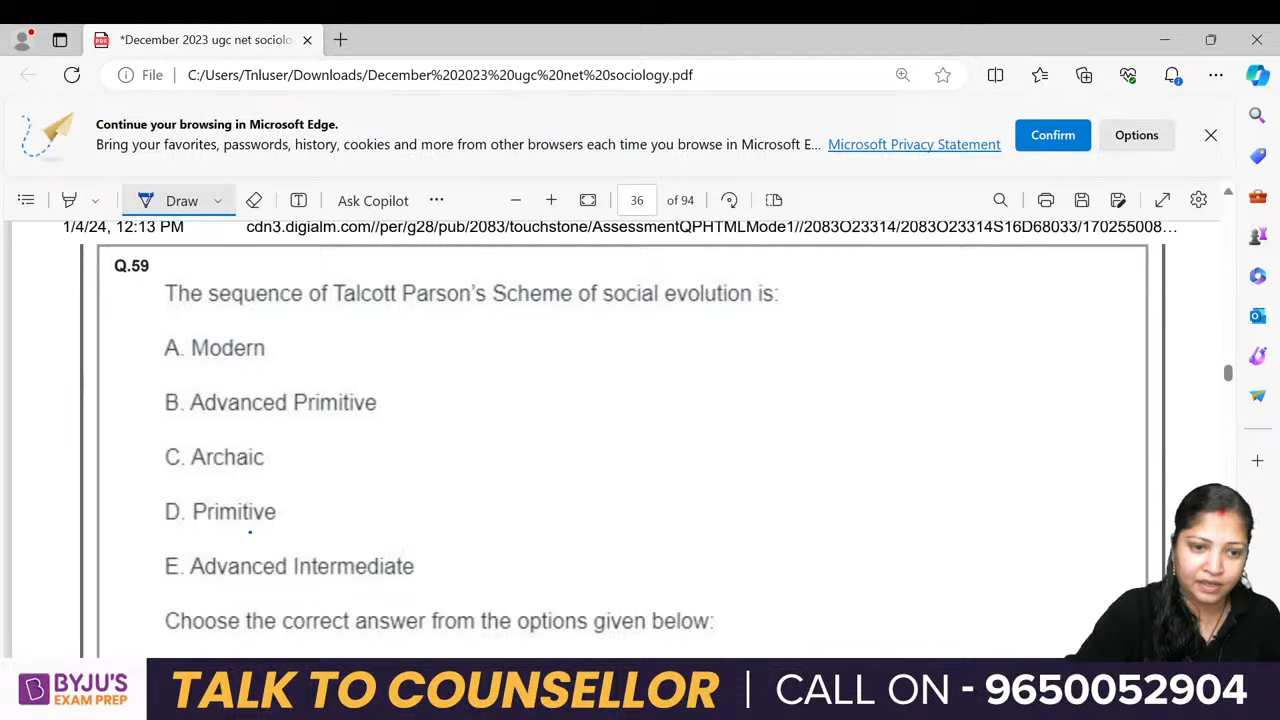 *December 2023 ugc net sociolo
File C:/Users/Tnluser/Downloads/December%202023%20ugc%20net%20sociology.pdf
Continue your browsing in Microsoft Edge.
Bring your favorites, passwords, history, cookies and more from other browsers each time you browse in Microsoft E... Microsoft Privacy Statement
Confirm
Options
Draw
Ask Copilot
36 of 94
1/4/24, 12:13 PM cdn3.digialm.com//per/g28/pub/2083/touchstone/AssessmentQPHTMLMode1//2083O23314/2083O23314S16D68033/170255008...
Q.59
The sequence of Talcott Parson's Scheme of social evolution is:
A. Modern
B. Advanced Primitive
C. Archaic
D. Primitive
E. Advanced Intermediate
Choose the correct answer from the options given below:
BYJU'S
EXAM PREP
TALK TO COUNSELLOR | CALL ON - 9650052904